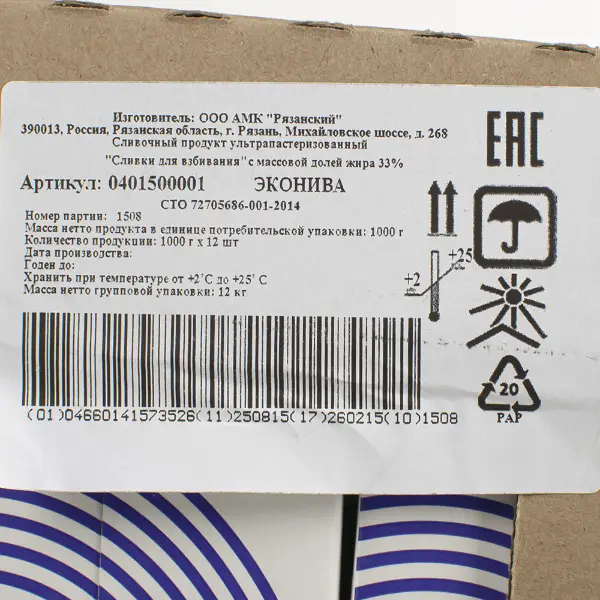 Изготовитель: ООО АМК "Рязанский"
390013, Россия, Рязанская область, г. Рязань, Михайловское шоссе, д. 268
Сливочный продукт ультрапастеризованный
"Сливки для взбивания" с массовой долей жира 33%
Артикул: 0401500001 ЭКОНИВА
СТО 72705686-001-2014
Номер партии: 1508
Масса нетто продукта в единице потребительской упаковки: 1000 г
Количество продукции: 1000 г х 12 шт
Дата производства:
Годен до:
Хранить при температуре от +2°С до +25° С
Масса нетто групповой упаковки: 12 кг
(01)04660141573526(11)250815(17)260215(10)1508
EAC
+25
+2
20
PAP